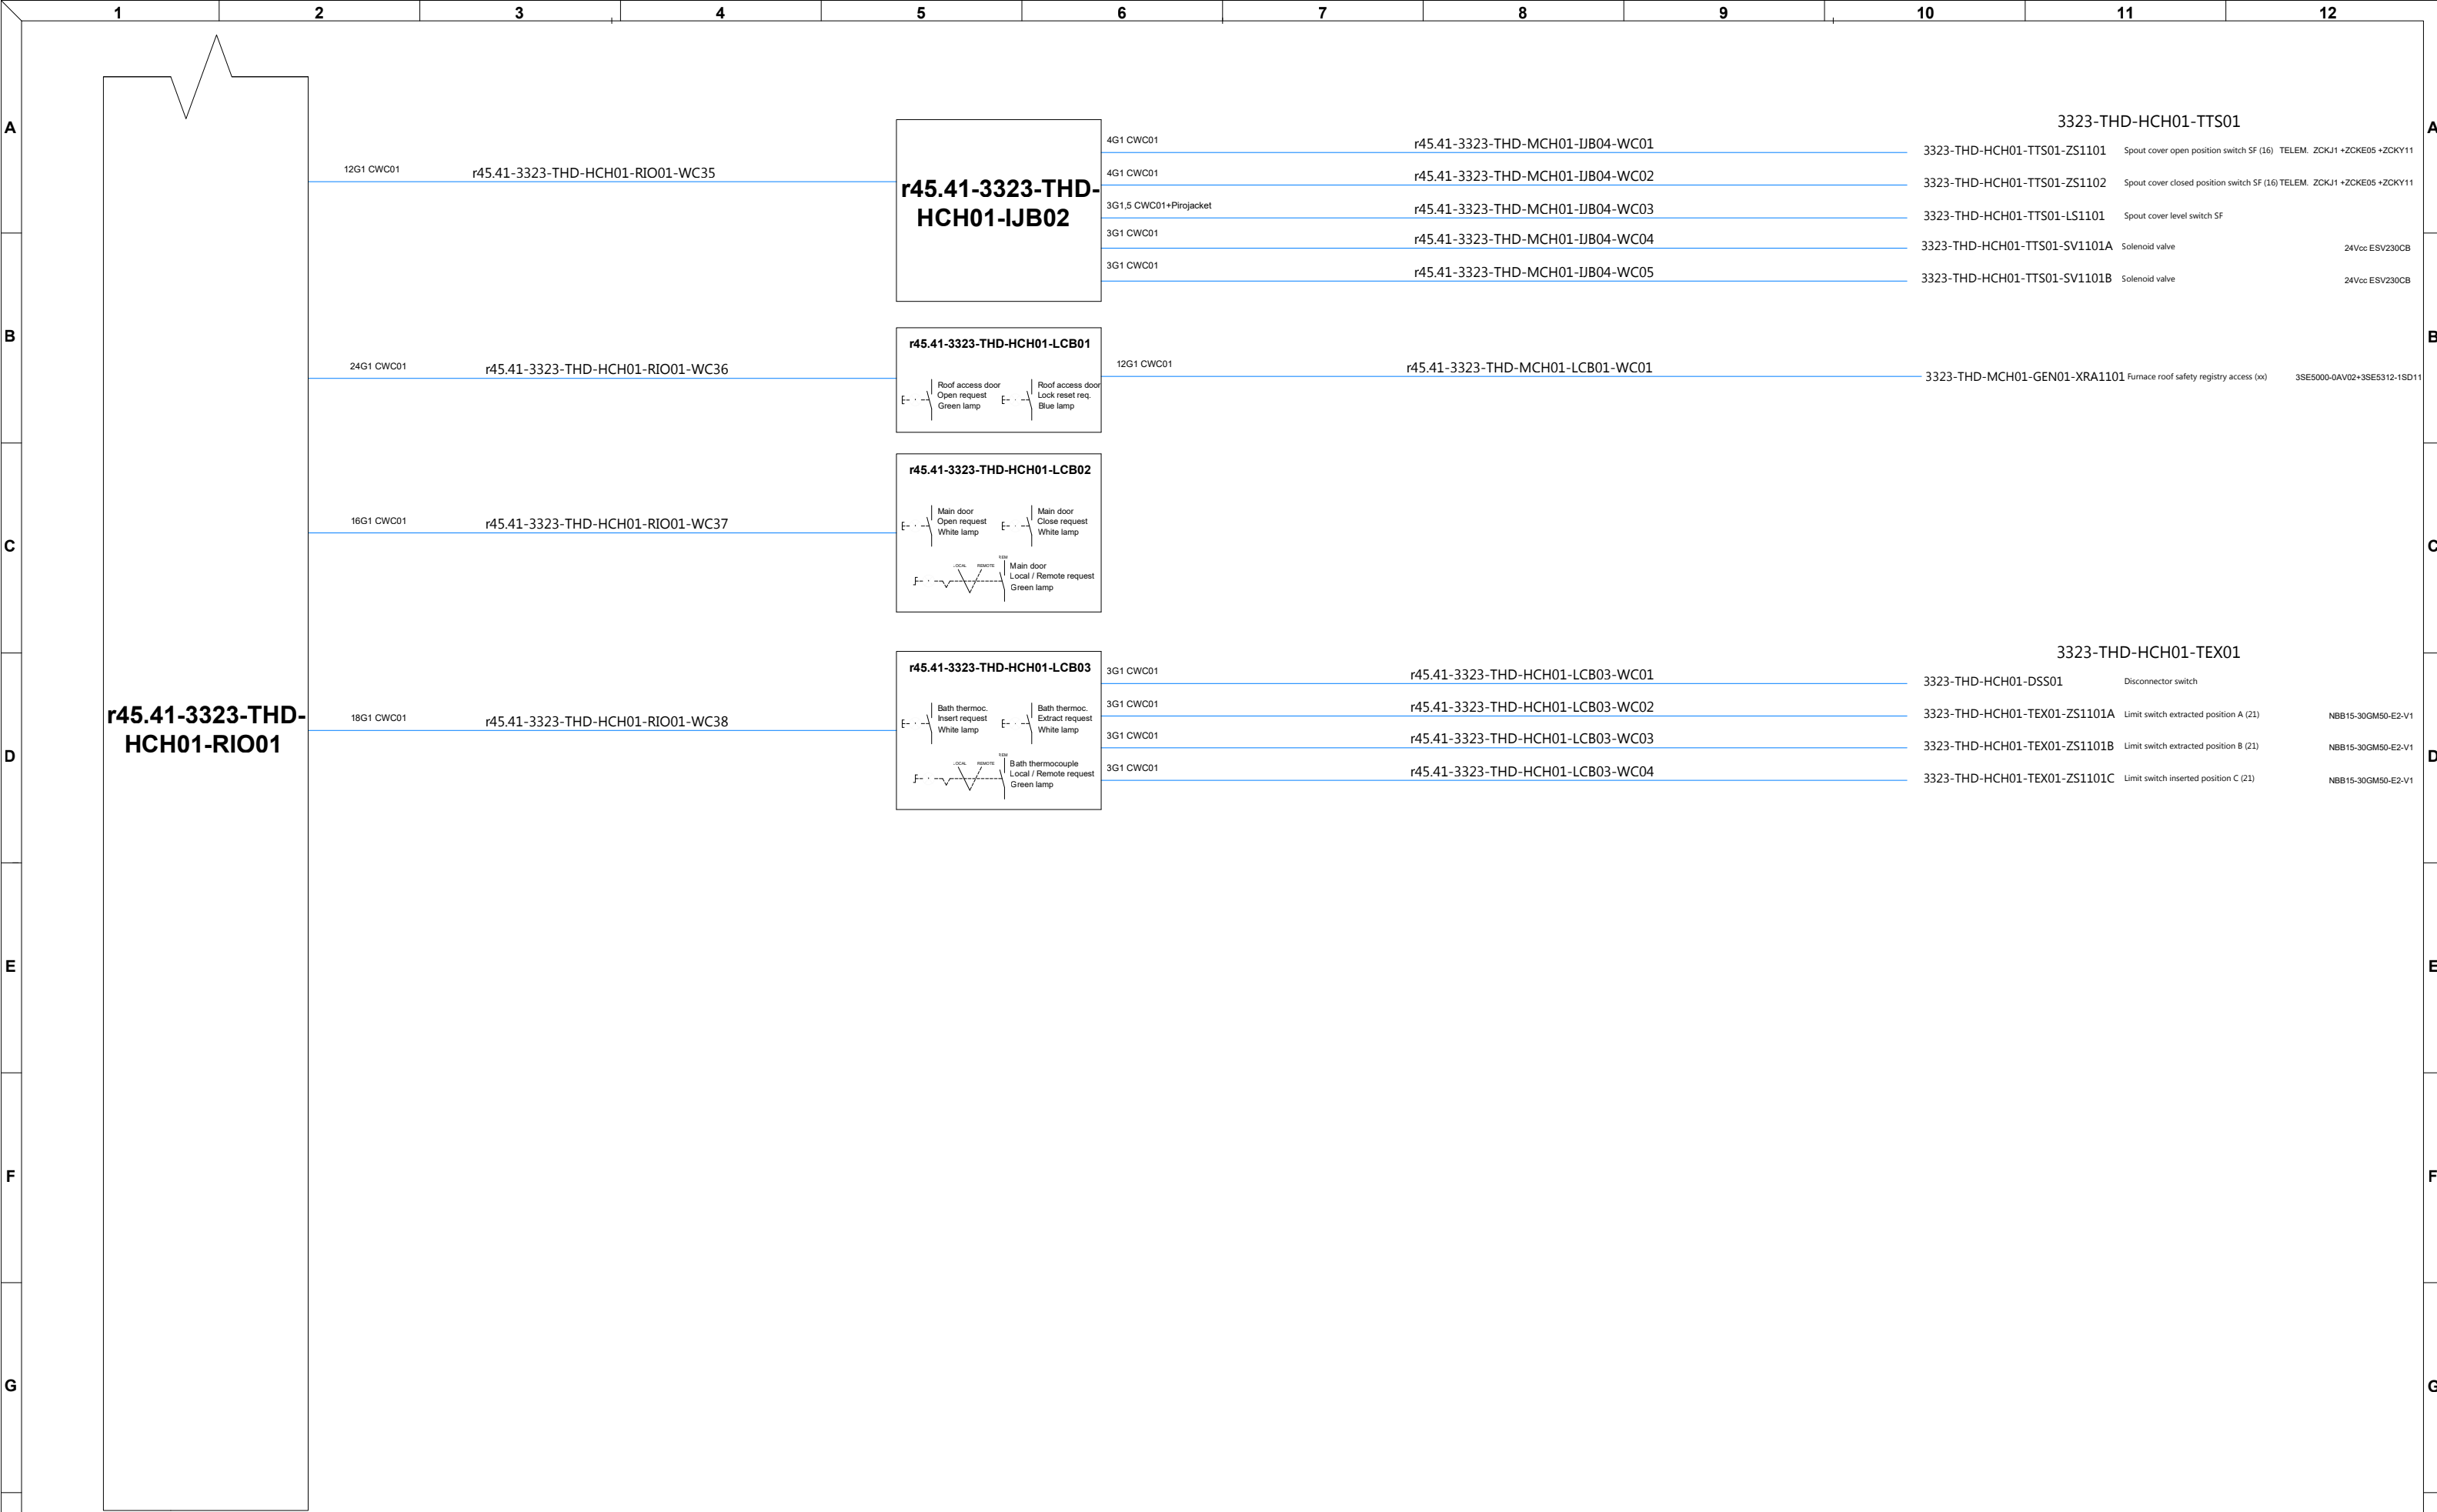 1 2 3 4 5 6 7 8 9 10 11 12
A
A
B
B
C
C
D
D
E
E
F
F
G
G
r45.41-3323-THD-
HCH01-RIO01
12G1 CWC01
r45.41-3323-THD-HCH01-RIO01-WC35
r45.41-3323-THD-
HCH01-IJB02
3323-THD-HCH01-TTS01
4G1 CWC01 r45.41-3323-THD-MCH01-IJB04-WC01 3323-THD-HCH01-TTS01-ZS1101 Spout cover open position switch SF (16) TELEM. ZCKJ1 +ZCKE05 +ZCKY11
4G1 CWC01 r45.41-3323-THD-MCH01-IJB04-WC02 3323-THD-HCH01-TTS01-ZS1102 Spout cover closed position switch SF (16) TELEM. ZCKJ1 +ZCKE05 +ZCKY11
3G1,5 CWC01+Pirojacket r45.41-3323-THD-MCH01-IJB04-WC03 3323-THD-HCH01-TTS01-LS1101 Spout cover level switch SF
3G1 CWC01 r45.41-3323-THD-MCH01-IJB04-WC04 3323-THD-HCH01-TTS01-SV1101A Solenoid valve 24Vcc ESV230CB
3G1 CWC01 r45.41-3323-THD-MCH01-IJB04-WC05 3323-THD-HCH01-TTS01-SV1101B Solenoid valve 24Vcc ESV230CB
24G1 CWC01 r45.41-3323-THD-HCH01-RIO01-WC36
r45.41-3323-THD-HCH01-LCB01
Roof access door
Open request
Green lamp
Roof access door
Lock reset req.
Blue lamp
12G1 CWC01 r45.41-3323-THD-MCH01-LCB01-WC01 3323-THD-MCH01-GEN01-XRA1101 Furnace roof safety registry access (xx) 3SE5000-0AV02+3SE5312-1SD11
16G1 CWC01 r45.41-3323-THD-HCH01-RIO01-WC37
r45.41-3323-THD-HCH01-LCB02
Main door
Open request
White lamp
Main door
Close request
White lamp
LOCAL REMOTE REM
Main door
Local / Remote request
Green lamp
18G1 CWC01 r45.41-3323-THD-HCH01-RIO01-WC38
r45.41-3323-THD-HCH01-LCB03
Bath thermoc.
Insert request
White lamp
Bath thermoc.
Extract request
White lamp
LOCAL REMOTE REM
Bath thermocouple
Local / Remote request
Green lamp
3323-THD-HCH01-TEX01
3G1 CWC01 r45.41-3323-THD-HCH01-LCB03-WC01 3323-THD-HCH01-DSS01 Disconnector switch
3G1 CWC01 r45.41-3323-THD-HCH01-LCB03-WC02 3323-THD-HCH01-TEX01-ZS1101A Limit switch extracted position A (21) NBB15-30GM50-E2-V1
3G1 CWC01 r45.41-3323-THD-HCH01-LCB03-WC03 3323-THD-HCH01-TEX01-ZS1101B Limit switch extracted position B (21) NBB15-30GM50-E2-V1
3G1 CWC01 r45.41-3323-THD-HCH01-LCB03-WC04 3323-THD-HCH01-TEX01-ZS1101C Limit switch inserted position C (21) NBB15-30GM50-E2-V1